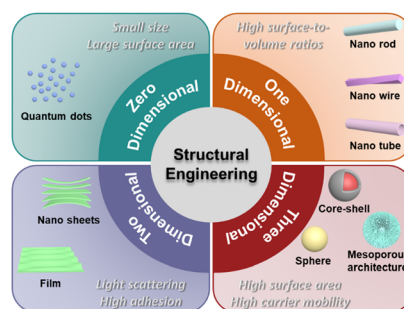 Small size
Large surface area
Quantum dots
Zero
Dimensional
High surface-to-
volume ratios
Nano rod
Nano wire
Nano tube
One
Dimensional
Structural
Engineering
Nano sheets
Film
Two
Dimensional
Light scattering
High adhesion
Three
Dimensional
Core-shell
Sphere
Mesoporous
architecture
High surface area
High carrier mobility